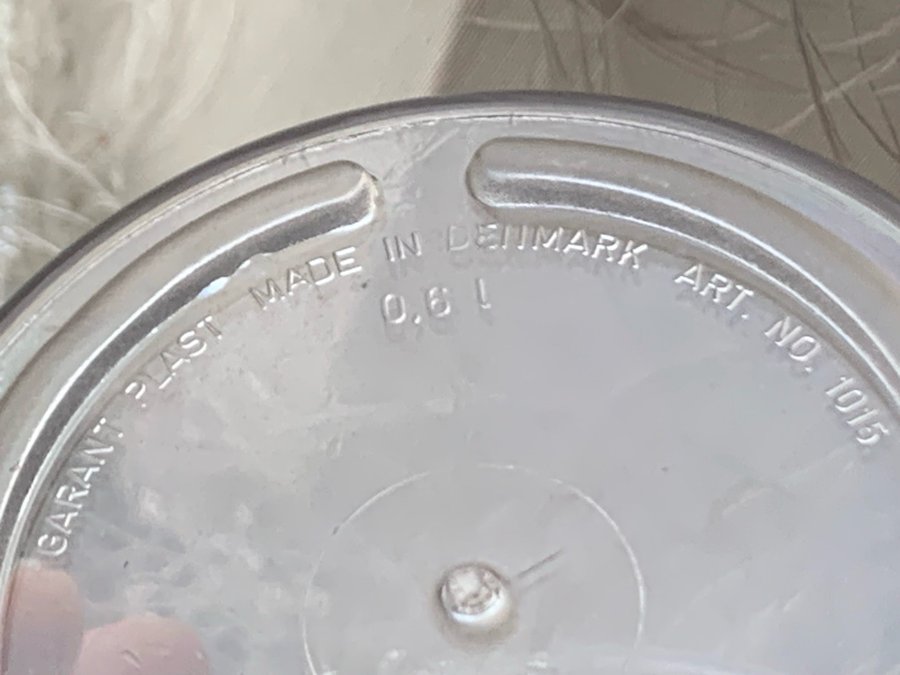 GARANT PLAST MADE IN DENMARK ART. NO. 1015.
0.6 l